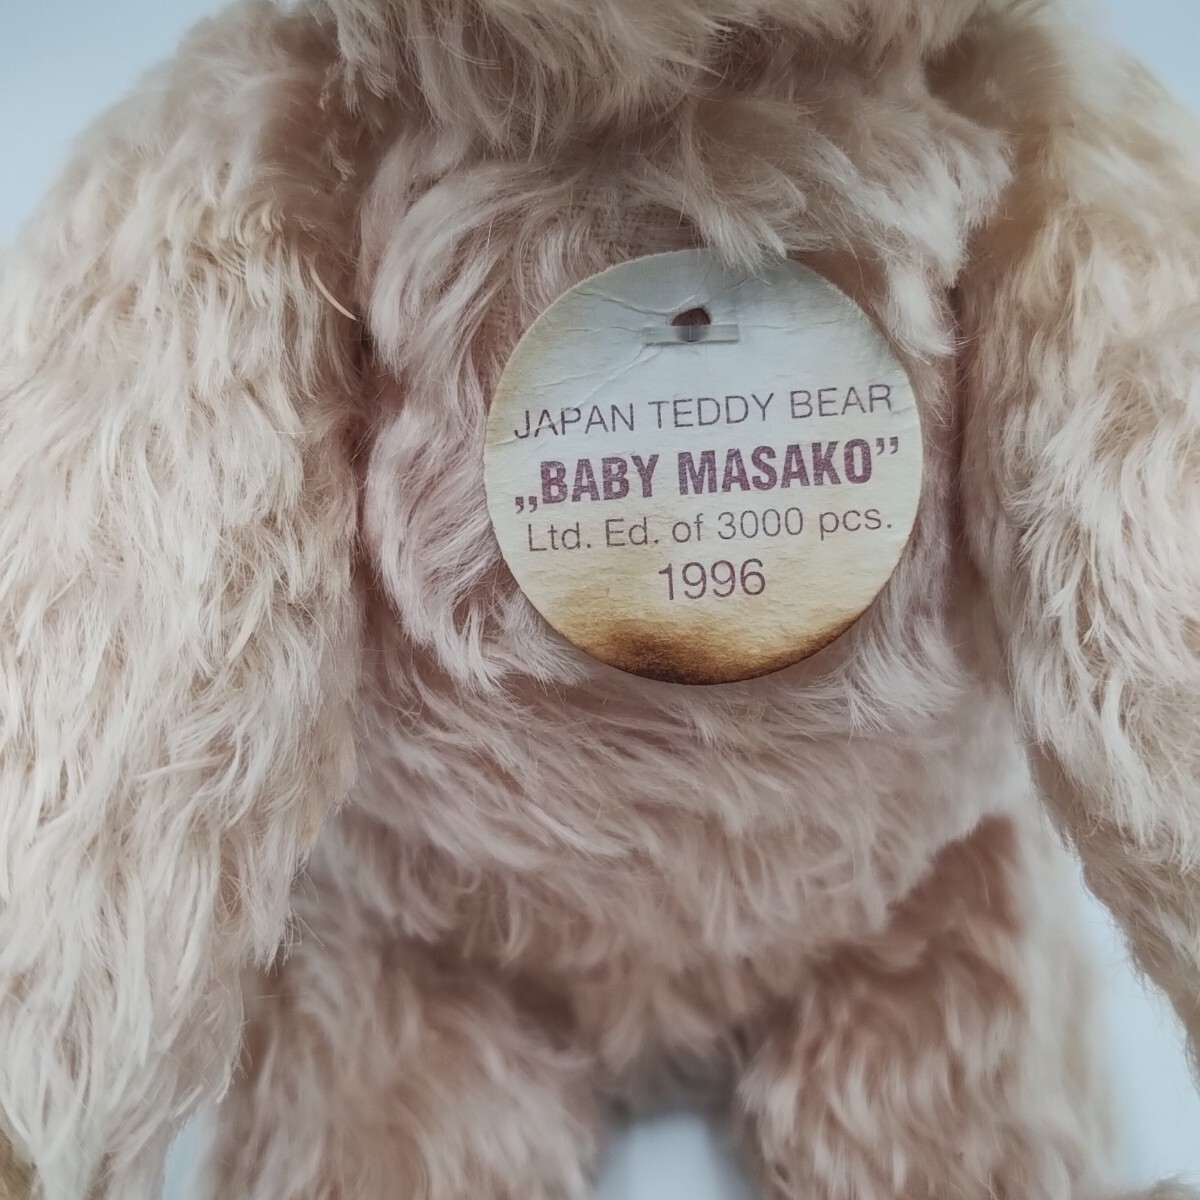 JAPAN TEDDY BEAR
„BABY MASAKO”
Ltd. Ed. of 3000 pcs.
1996